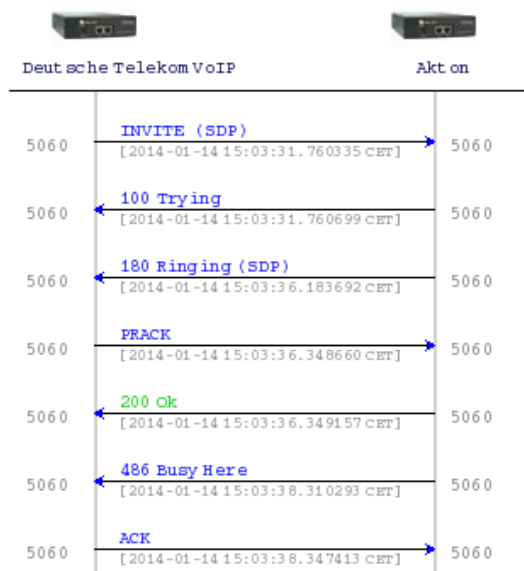 Deutsche Telekom VoIP Akton
INVITE (SDP)
5060 [2014-01-14 15:03:31.760335 CET] 5060
100 Trying
5060 [2014-01-14 15:03:31.760699 CET] 5060
180 Ringing (SDP)
5060 [2014-01-14 15:03:36.183692 CET] 5060
PRACK
5060 [2014-01-14 15:03:36.348660 CET] 5060
200 Ok
5060 [2014-01-14 15:03:36.349157 CET] 5060
486 Busy Here
5060 [2014-01-14 15:03:38.310293 CET] 5060
ACK
5060 [2014-01-14 15:03:38.347413 CET] 5060